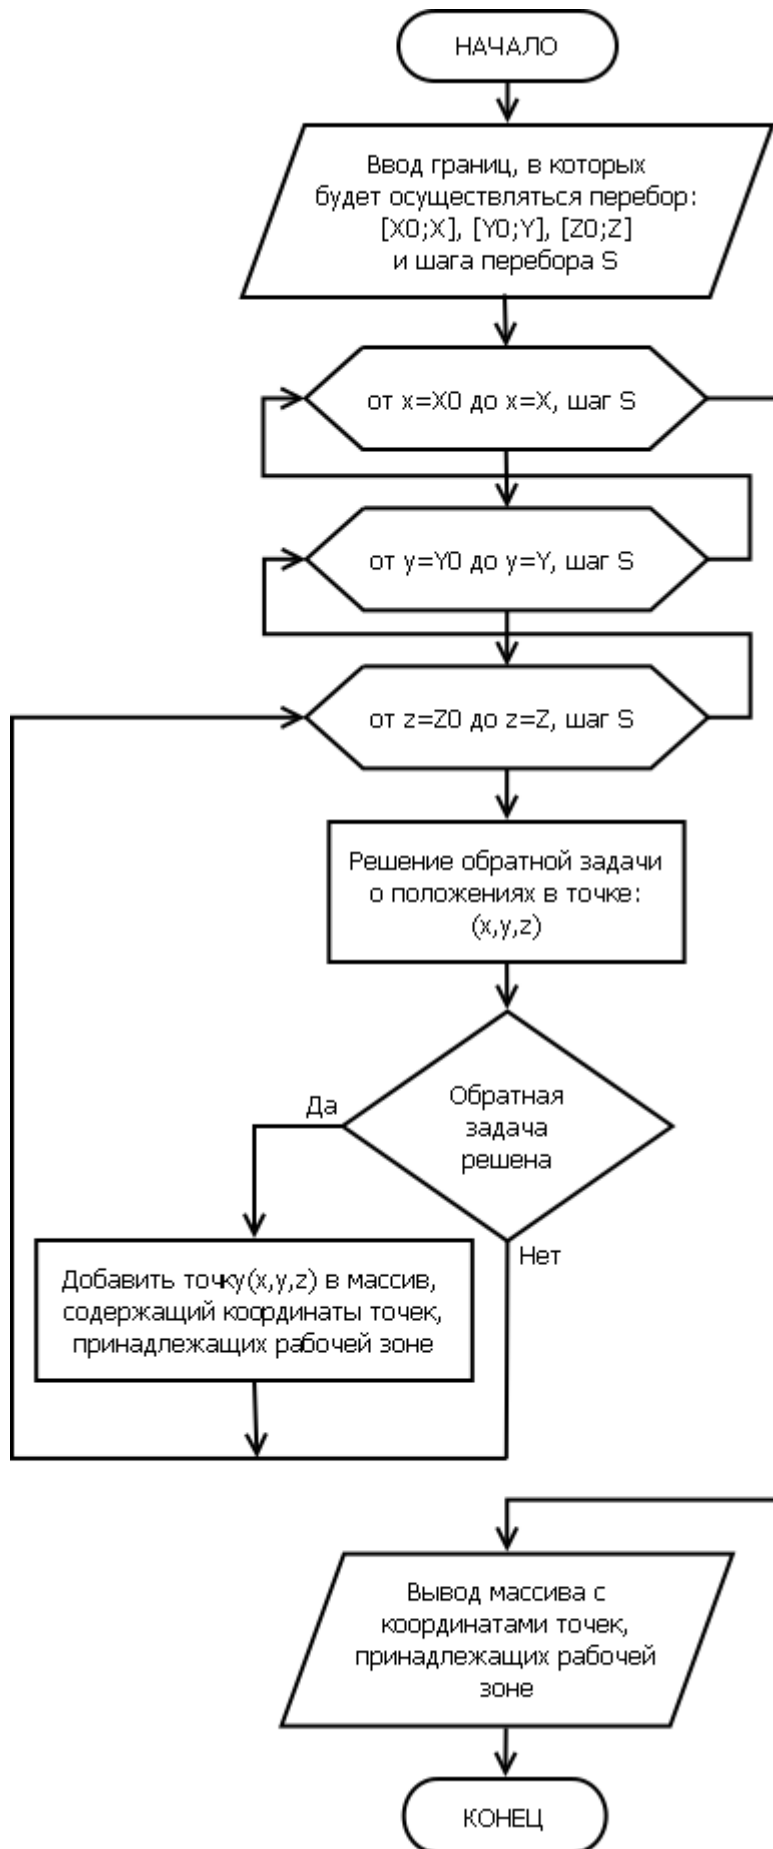 НАЧАЛО
Ввод границ, в которых
будет осуществляться перебор:
[X0;X], [Y0;Y], [Z0;Z]
и шага перебора S
от x=X0 до x=X, шаг S
от y=Y0 до y=Y, шаг S
от z=Z0 до z=Z, шаг S
Решение обратной задачи
о положениях в точке:
(x,y,z)
Обратная
задача
решена
Да
Нет
Добавить точку(x,y,z) в массив,
содержащий координаты точек,
принадлежащих рабочей зоне
Вывод массива с
координатами точек,
принадлежащих рабочей
зоне
КОНЕЦ